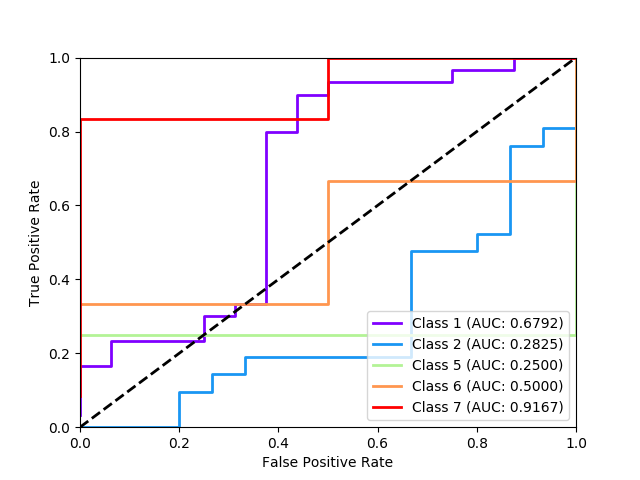 1.0
0.8
0.6
0.4
0.2
0.0
True Positive Rate
Class 1 (AUC: 0.6792)
Class 2 (AUC: 0.2825)
Class 5 (AUC: 0.2500)
Class 6 (AUC: 0.5000)
Class 7 (AUC: 0.9167)
0.0 0.2 0.4 0.6 0.8 1.0
False Positive Rate